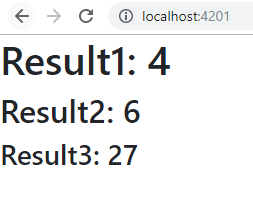 localhost:4201
Result1: 4
Result2: 6
Result3: 27